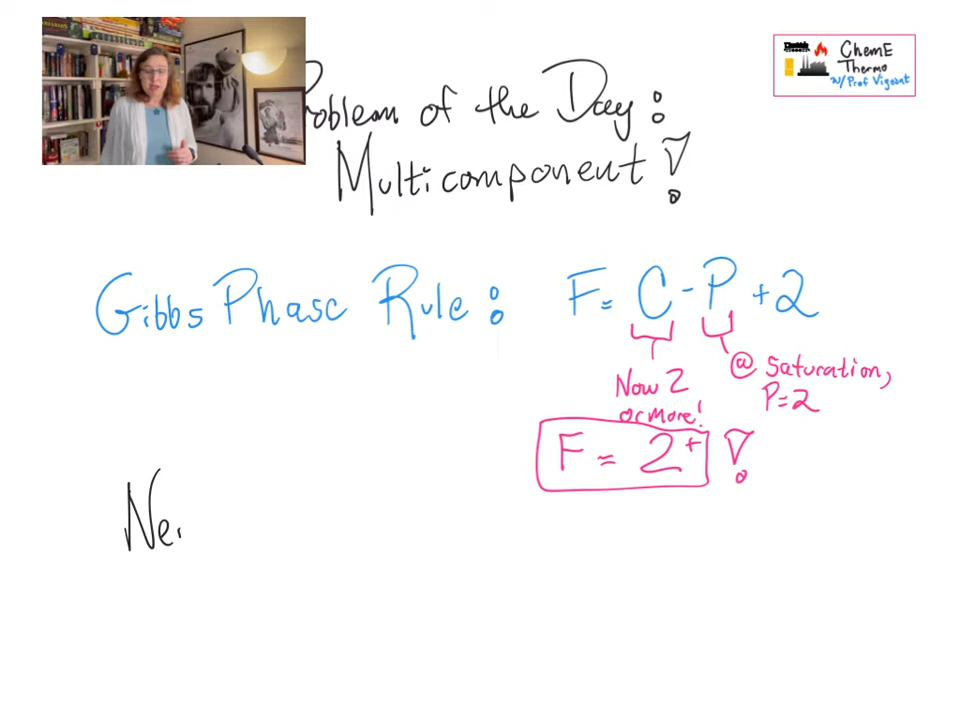 Problem of the Day:
Multicomponent!
ChemE
Thermo
w/ Prof Vigeant
Gibbs Phase Rule: F = C - P + 2
Now 2
or more!
@ Saturation,
P=2
F = 2+ !
Ne